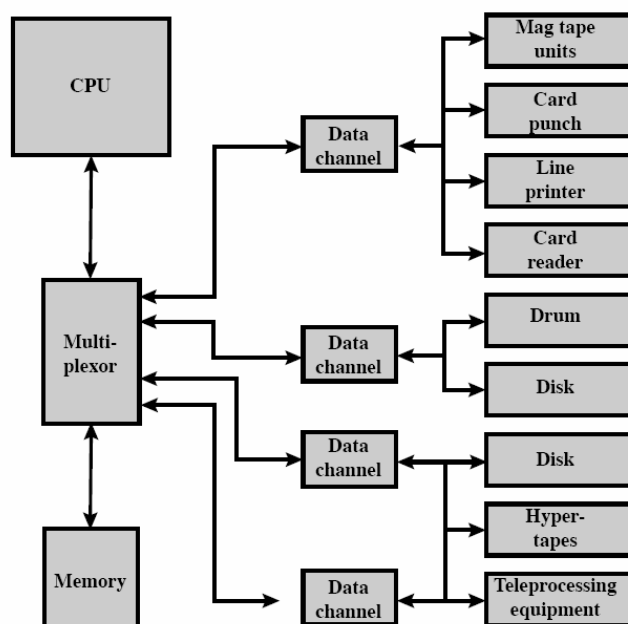 CPU
Multi-
plexor
Memory
Data
channel
Data
channel
Data
channel
Data
channel
Mag tape
units
Card
punch
Line
printer
Card
reader
Drum
Disk
Disk
Hyper-
tapes
Teleprocessing
equipment